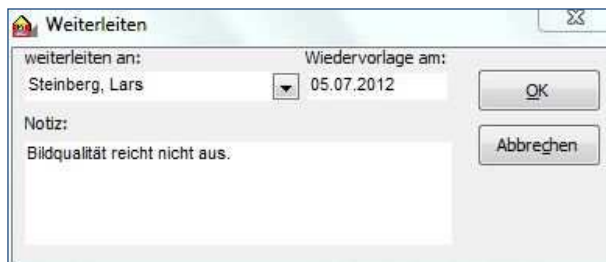 Weiterleiten
weiterleiten an: Wiedervorlage am:
Steinberg, Lars 05.07.2012 OK
Notiz:
Bildqualität reicht nicht aus. Abbrechen